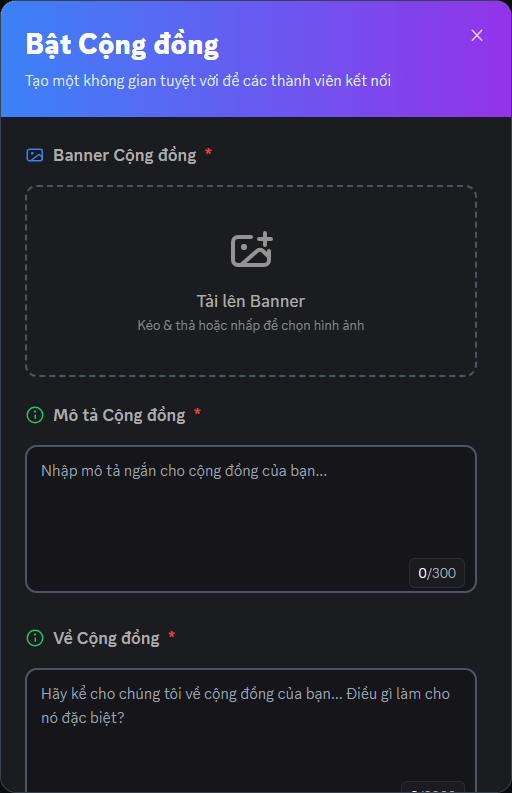 Bật Cộng đồng
Tạo một không gian tuyệt vời để các thành viên kết nối
Banner Cộng đồng *
Tải lên Banner
Kéo & thả hoặc nhấp để chọn hình ảnh
Mô tả Cộng đồng *
Nhập mô tả ngắn cho cộng đồng của bạn...
0/300
Về Cộng đồng *
Hãy kể cho chúng tôi về cộng đồng của bạn... Điều gì làm cho
nó đặc biệt?